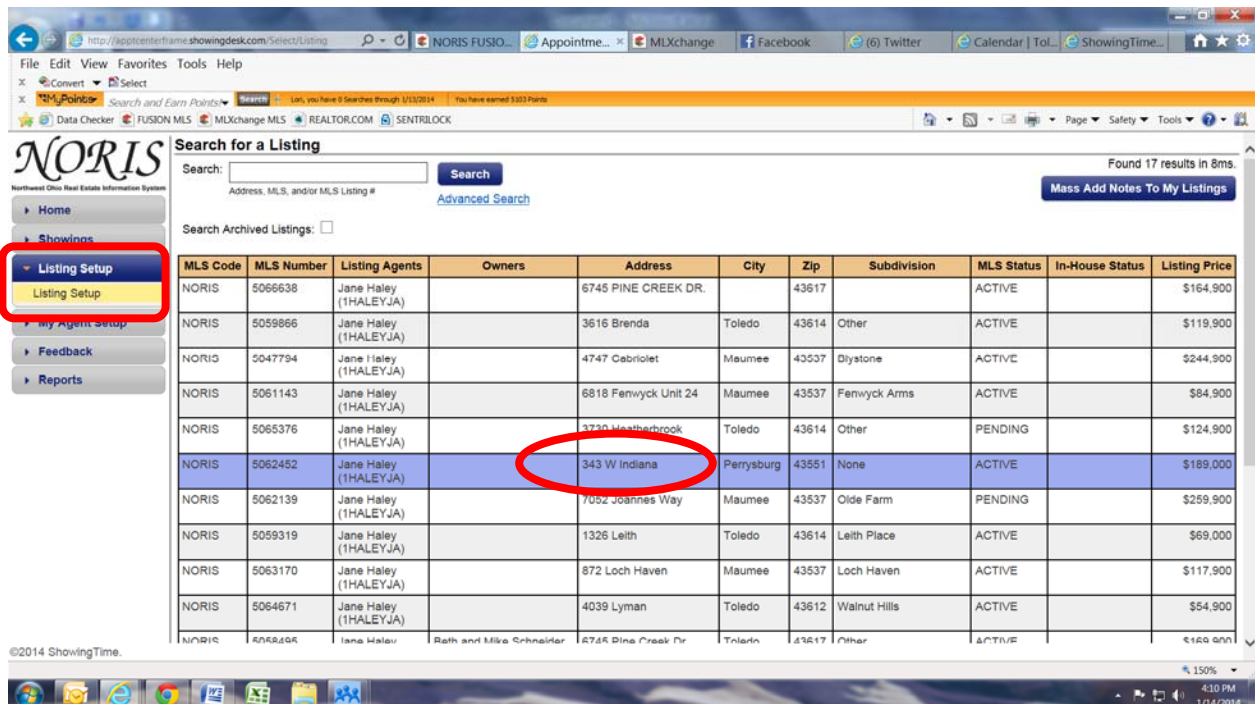 http://apptcenterframe.showingdesk.com/Select/Listing NORIS FUSIO... Appointme... × MLXchange Facebook (6) Twitter Calendar | Tol... ShowingTime...
File Edit View Favorites Tools Help
x Convert Select
x MyPoints Search and Earn Points! Search Lori, you have 0 Searches through 1/13/2014 You have earned 5103 Points
Data Checker FUSION MLS MLXchange MLS REALTOR.COM SENTRILOCK Page Safety Tools
NORIS
Northwest Ohio Real Estate Information System
Home
Showings
Listing Setup
Listing Setup
My Agent Setup
Feedback
Reports
Search for a Listing
Search: Search
Address, MLS, and/or MLS Listing #
Advanced Search
Found 17 results in 8ms.
Mass Add Notes To My Listings
Search Archived Listings:
MLS Code MLS Number Listing Agents Owners Address City Zip Subdivision MLS Status In-House Status Listing Price
NORIS 5066638 Jane Haley 6745 PINE CREEK DR. 43617 ACTIVE $164,900
(1HALEYJA)
NORIS 5059866 Jane Haley 3616 Brenda Toledo 43614 Other ACTIVE $119,900
(1HALEYJA)
NORIS 5047794 Jane Haley 4747 Cabriolet Maumee 43537 Blystone ACTIVE $244,900
(1HALEYJA)
NORIS 5061143 Jane Haley 6818 Fenwyck Unit 24 Maumee 43537 Fenwyck Arms ACTIVE $84,900
(1HALEYJA)
NORIS 5065376 Jane Haley 3730 Heatherbrook Toledo 43614 Other PENDING $124,900
(1HALEYJA)
NORIS 5062452 Jane Haley 343 W Indiana Perrysburg 43551 None ACTIVE $189,000
(1HALEYJA)
NORIS 5062139 Jane Haley 7052 Joannes Way Maumee 43537 Olde Farm PENDING $259,900
(1HALEYJA)
NORIS 5059319 Jane Haley 1326 Leith Toledo 43614 Leith Place ACTIVE $69,000
(1HALEYJA)
NORIS 5063170 Jane Haley 872 Loch Haven Maumee 43537 Loch Haven ACTIVE $117,900
(1HALEYJA)
NORIS 5064671 Jane Haley 4039 Lyman Toledo 43612 Walnut Hills ACTIVE $54,900
(1HALEYJA)
NORIS 5058495 Jane Haley Beth and Mike Schneider 6745 Pine Creek Dr Toledo 43617 Other ACTIVE $169,900
©2014 ShowingTime.
150%
4:10 PM
1/14/2014